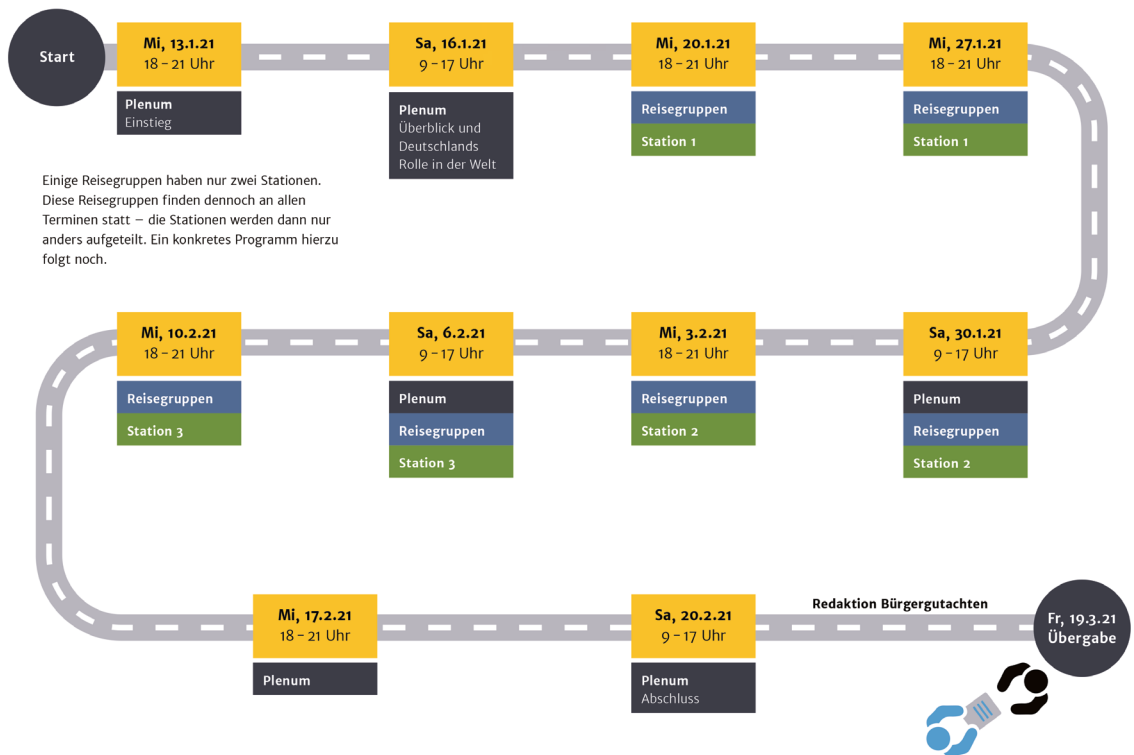 Start
Mi, 13.1.21
18 – 21 Uhr
Plenum
Einstieg
Sa, 16.1.21
9 – 17 Uhr
Plenum
Überblick und
Deutschlands
Rolle in der Welt
Mi, 20.1.21
18 – 21 Uhr
Reisegruppen
Station 1
Mi, 27.1.21
18 – 21 Uhr
Reisegruppen
Station 1
Einige Reisegruppen haben nur zwei Stationen.
Diese Reisegruppen finden dennoch an allen
Terminen statt – die Stationen werden dann nur
anders aufgeteilt. Ein konkretes Programm hierzu
folgt noch.
Sa, 30.1.21
9 – 17 Uhr
Plenum
Reisegruppen
Station 2
Mi, 3.2.21
18 – 21 Uhr
Reisegruppen
Station 2
Sa, 6.2.21
9 – 17 Uhr
Plenum
Reisegruppen
Station 3
Mi, 10.2.21
18 – 21 Uhr
Reisegruppen
Station 3
Mi, 17.2.21
18 – 21 Uhr
Plenum
Sa, 20.2.21
9 – 17 Uhr
Plenum
Abschluss
Redaktion Bürgergutachten
Fr, 19.3.21
Übergabe